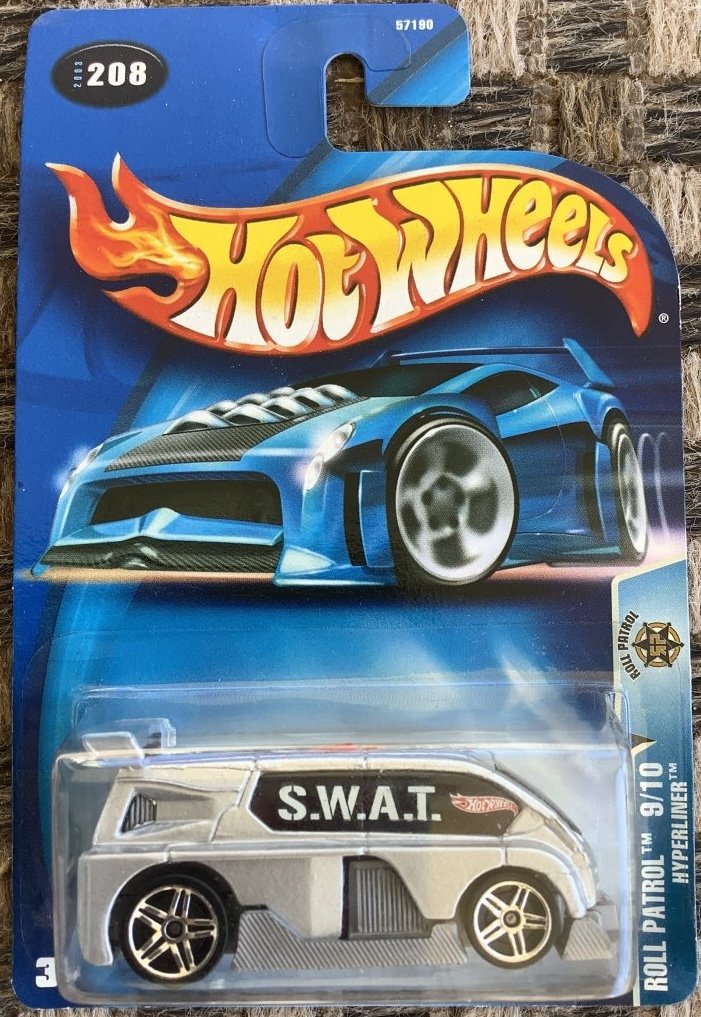 57190
2003
208
HOT WHEELS
®
ROLL PATROL
S.W.A.T.
HOT WHEELS
ROLL PATROL™ 9/10
HYPERLINER™
3